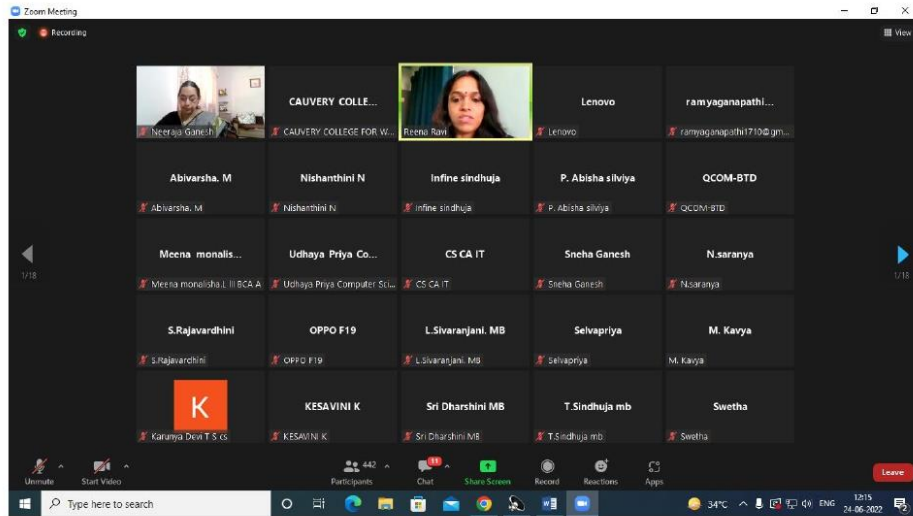 Zoom Meeting
Recording
View
Neeraja Ganesh
CAUVERY COLLE...
CAUVERY COLLEGE FOR W...
Reena Ravi
Lenovo
Lenovo
ramyaganapathi...
ramyaganapathi1710@gm...
Abivarsha. M
Abivarsha. M
Nishanthini N
Nishanthini N
Infine sindhuja
Infine sindhuja
P. Abisha silviya
P. Abisha silviya
QCOM-BTD
QCOM-BTD
1/18
Meena monalis...
Meena monalisha.L III BCA A
Udhaya Priya Co...
Udhaya Priya Computer Sci...
CS CA IT
CS CA IT
Sneha Ganesh
Sneha Ganesh
N.saranya
N.saranya
1/18
S.Rajavardhini
S.Rajavardhini
OPPO F19
OPPO F19
L.Sivaranjani. MB
L.Sivaranjani. MB
Selvapriya
Selvapriya
M. Kavya
M. Kavya
K
Karunya Devi T S cs
KESAVINI K
KESAVINI K
Sri Dharshini MB
Sri Dharshini MB
T.Sindhuja mb
T.Sindhuja mb
Swetha
Swetha
Unmute
Start Video
442
Participants
11
Chat
Share Screen
Record
Reactions
Apps
Leave
Type here to search
34°C
ENG
12:15
24-06-2022
2